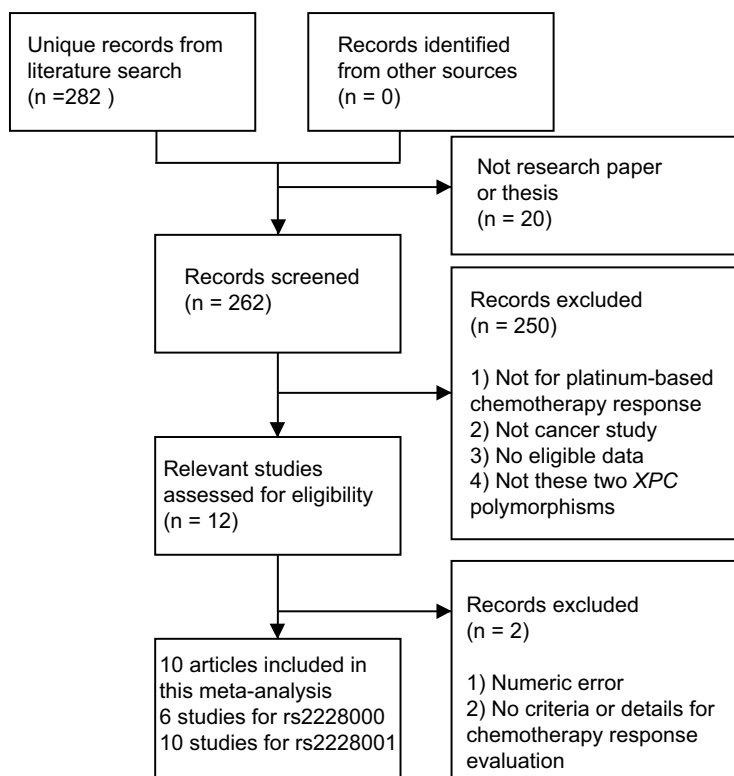 Unique records from
literature search
(n =282 )
Records identified
from other sources
(n = 0)
Not research paper
or thesis
(n = 20)
Records screened
(n = 262)
Records excluded
(n = 250)
1) Not for platinum-based
chemotherapy response
2) Not cancer study
3) No eligible data
4) Not these two XPC
polymorphisms
Relevant studies
assessed for eligibility
(n = 12)
Records excluded
(n = 2)
1) Numeric error
2) No criteria or details for
chemotherapy response
evaluation
10 articles included in
this meta-analysis
6 studies for rs2228000
10 studies for rs2228001